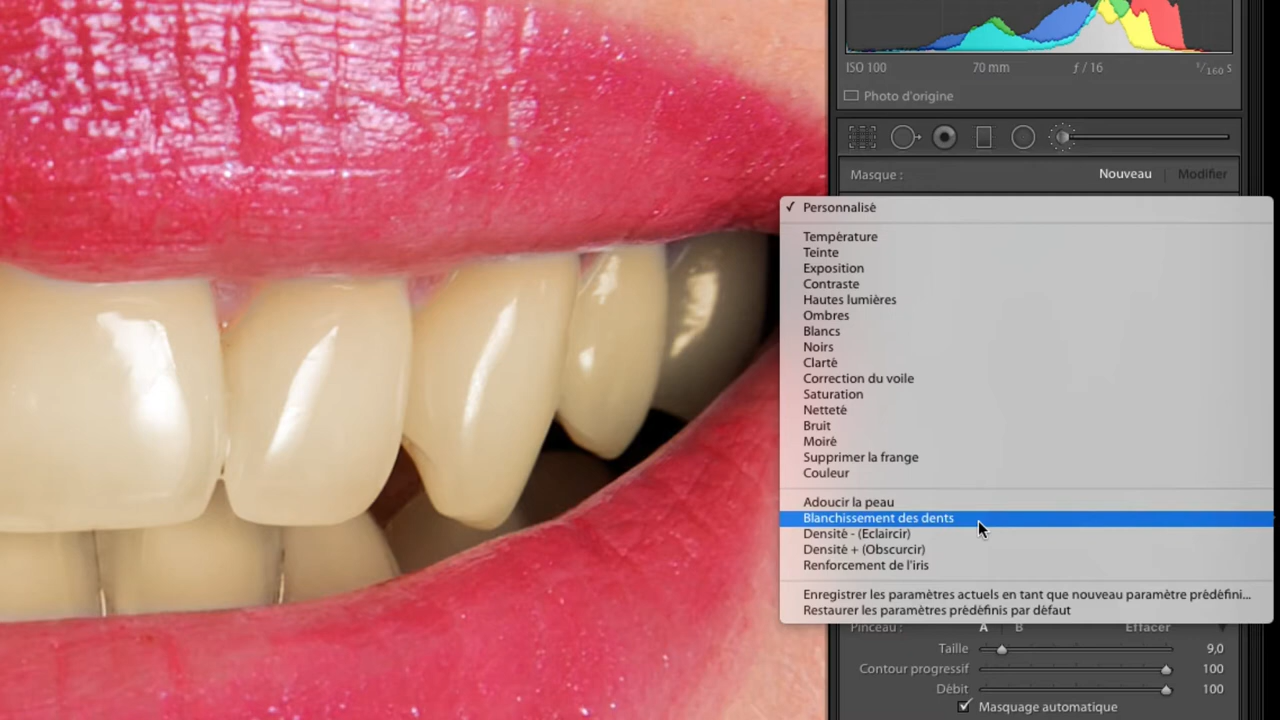 ISO 100 70 mm ƒ / 16 1/160 s
Photo d'origine
Masque : Nouveau | Modifier
✓ Personnalisé
Température
Teinte
Exposition
Contraste
Hautes lumières
Ombres
Blancs
Noirs
Clarté
Correction du voile
Saturation
Netteté
Bruit
Moiré
Supprimer la frange
Couleur
Adoucir la peau
Blanchissement des dents
Densité - (Eclaircir)
Densité + (Obscurcir)
Renforcement de l'iris
Enregistrer les paramètres actuels en tant que nouveau paramètre prédéfini...
Restaurer les paramètres prédéfinis par défaut
Pinceau : A B Effacer
Taille 9,0
Contour progressif 100
Débit 100
Masquage automatique